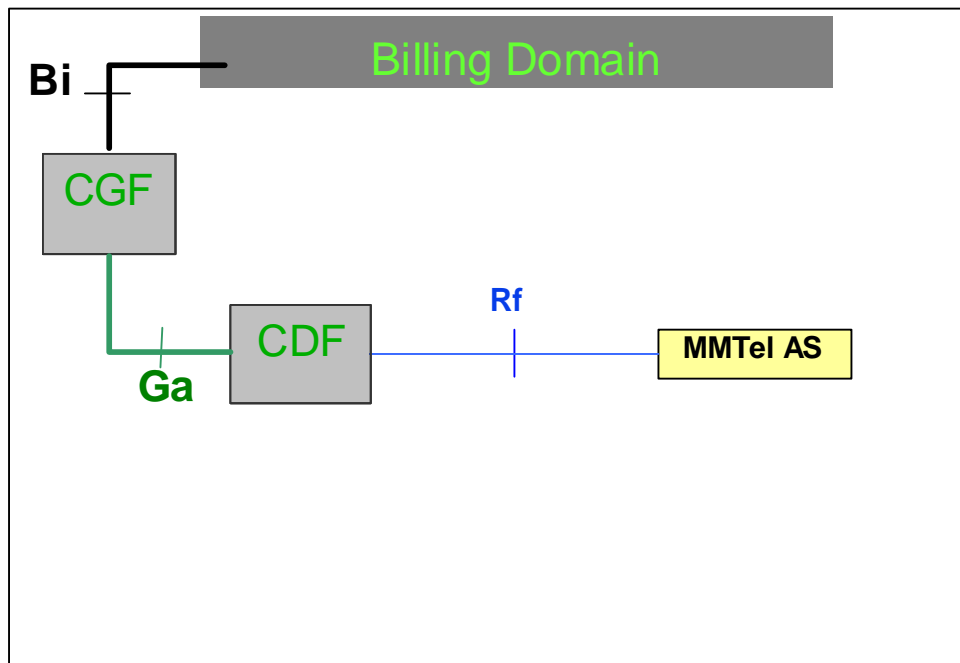 Billing Domain
Bi
CGF
Rf
CDF
MMTel AS
Ga